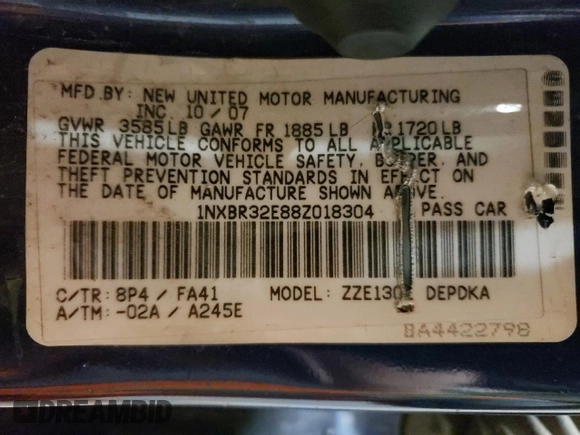 MFD.BY: NEW UNITED MOTOR MANUFACTURING
INC. 10/07
GVWR 3585LB GAWR FR 1885LB 1720LB
THIS VEHICLE CONFORMS TO ALL APPLICABLE
FEDERAL MOTOR VEHICLE SAFETY, AND
THEFT PREVENTION STANDARDS IN EFFECT ON
THE DATE OF MANUFACTURE SHOWN
1NXBR32E88Z018304 PASS CAR
C/TR: 8P4 / FA41 MODEL: DEPDKA
A/TM: -02A / A245E
BA4422798
DREAMBID